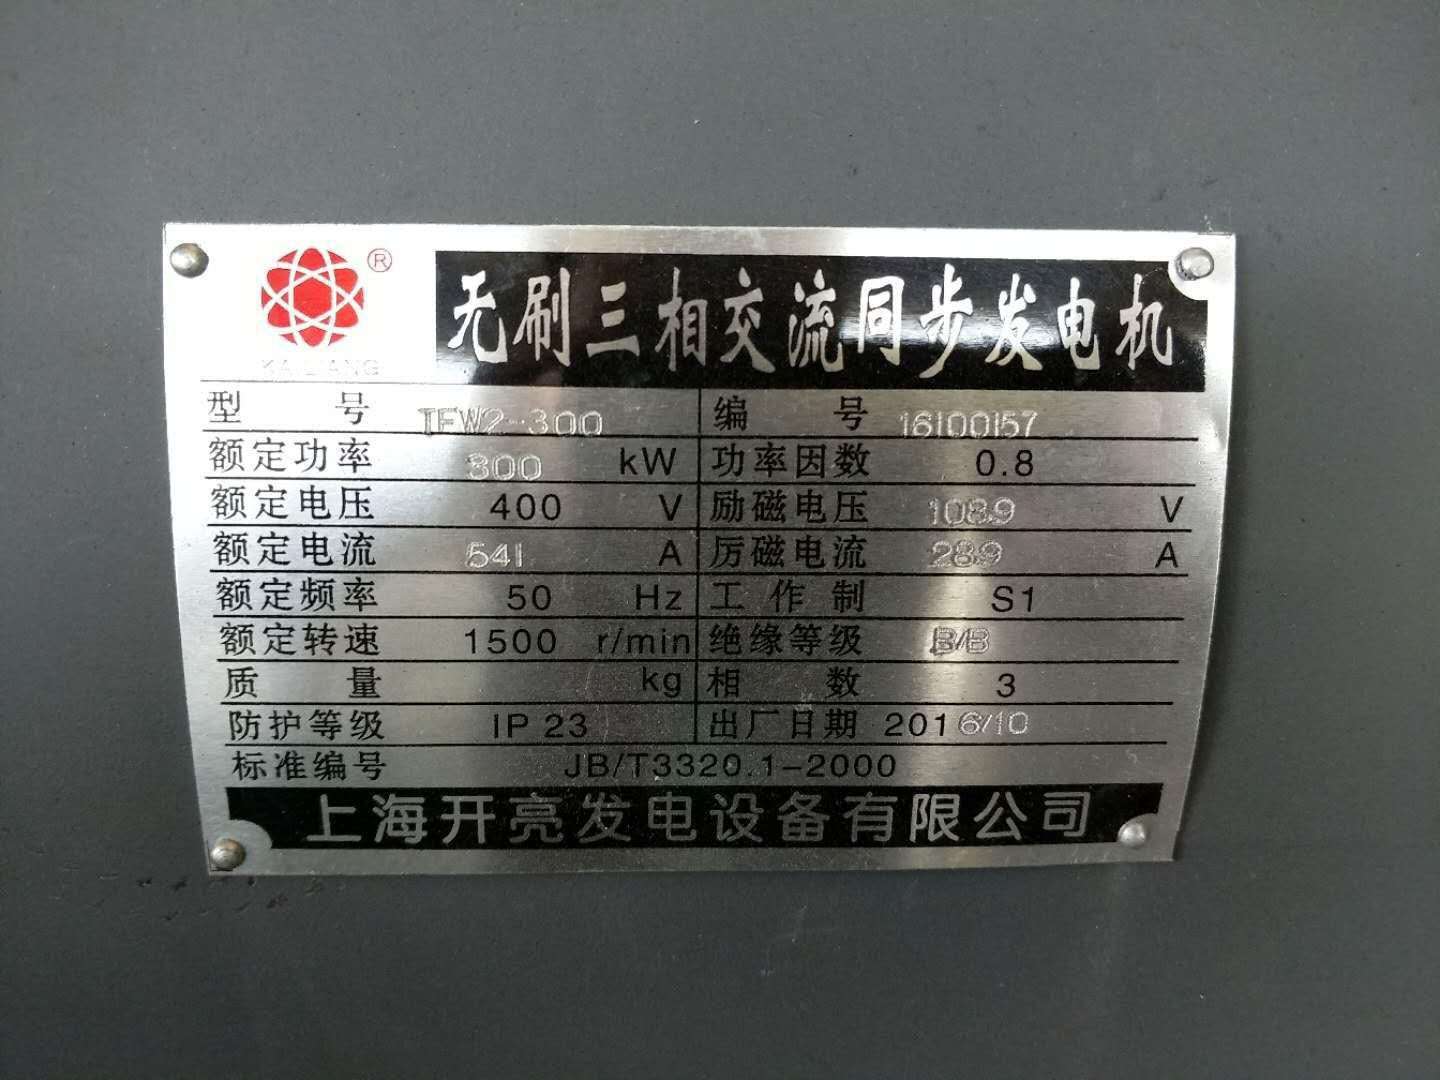 ®
KAILIANG
无刷三相交流同步发电机
型 号 TFW2-300 编 号 16100157
额定功率 300 kW 功率因数 0.8
额定电压 400 V 励磁电压 108.9 V
额定电流 541 A 厉磁电流 2.89 A
额定频率 50 Hz 工 作 制 S1
额定转速 1500 r/min 绝缘等级 B/B
质 量 kg 相 数 3
防护等级 IP 23 出厂日期 2016/10
标准编号 JB/T3320.1-2000
上海开亮发电设备有限公司